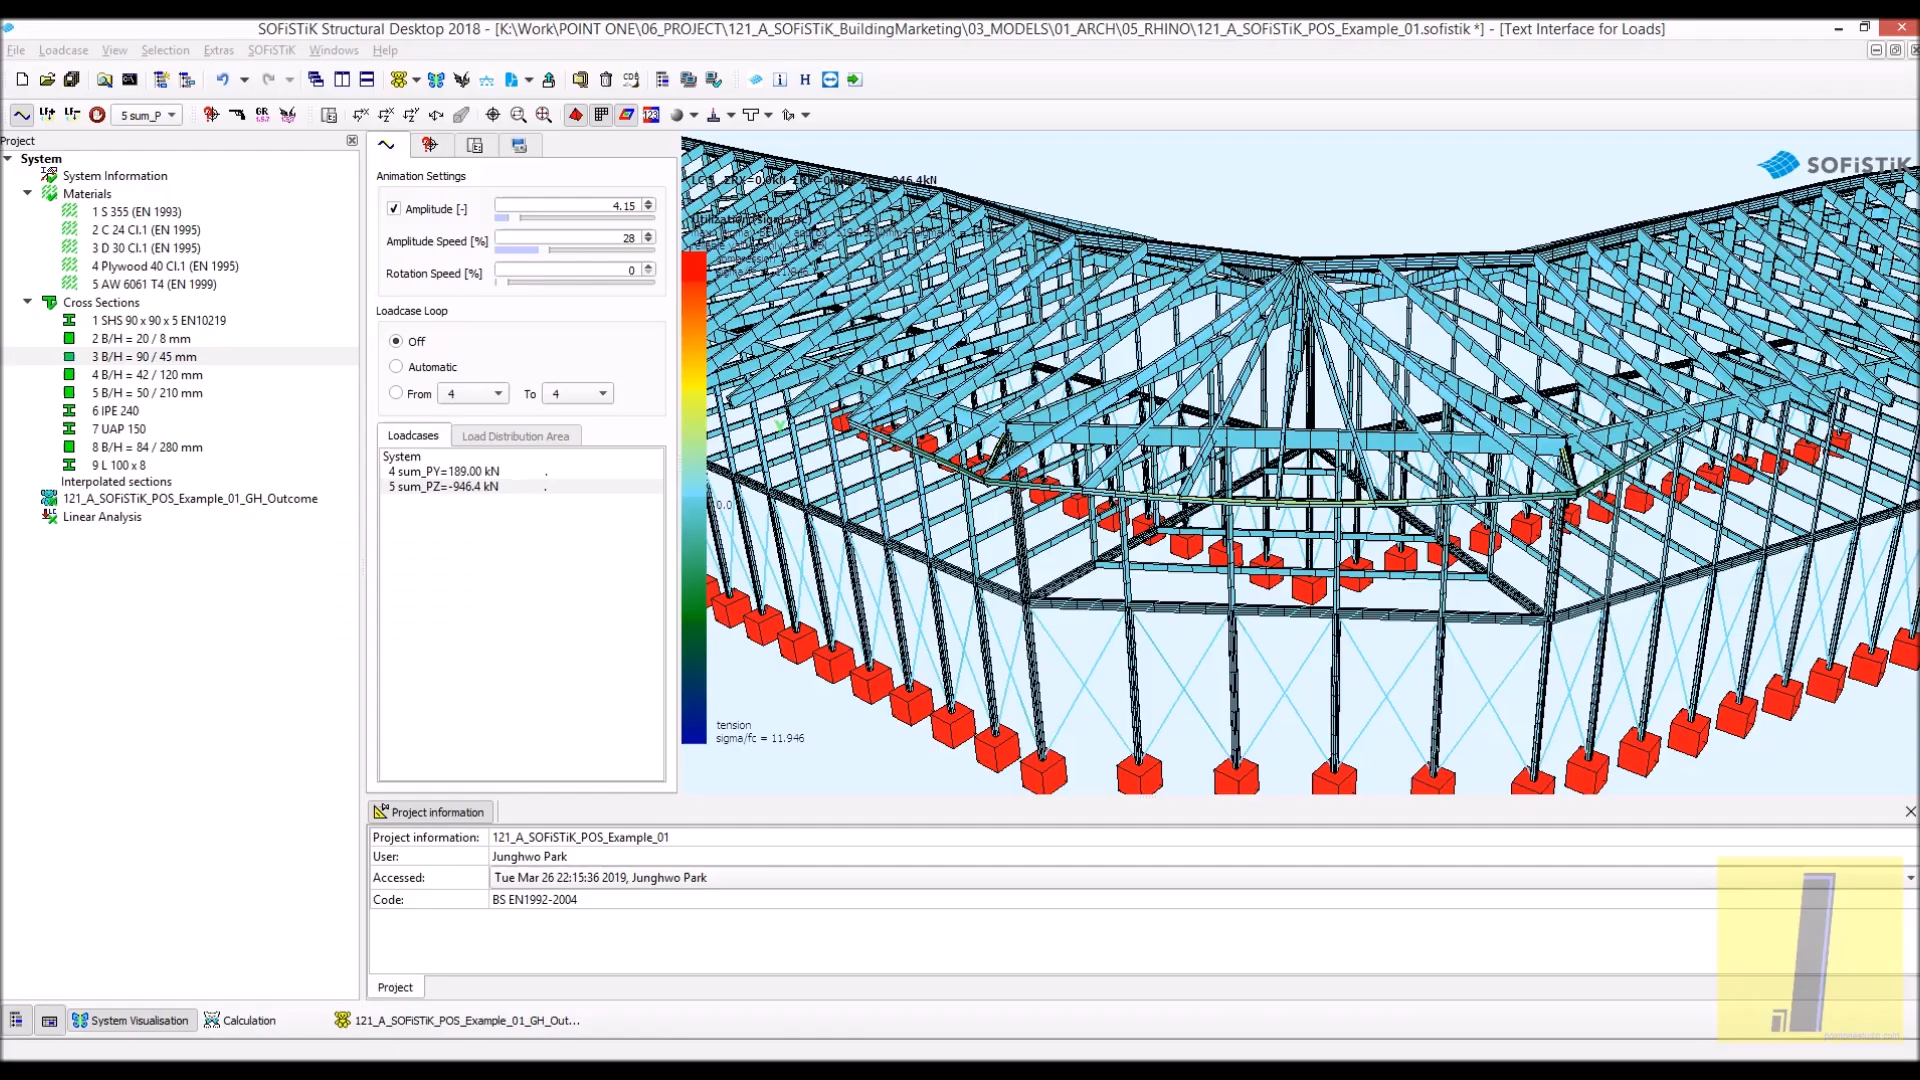 SOFiSTiK Structural Desktop 2018 - [K:\Work\POINT ONE\06_PROJECT\121_A_SOFiSTiK_BuildingMarketing\03_MODELS\01_ARCH\05_RHINO\121_A_SOFiSTiK_POS_Example_01.sofistik *] - [Text Interface for Loads]
File Loadcase View Selection Extras SOFiSTiK Windows Help
LF+ LF- 5 sum_P GR 123
Project
System
System Information
Materials
1 S 355 (EN 1993)
2 C 24 Cl.1 (EN 1995)
3 D 30 Cl.1 (EN 1995)
4 Plywood 40 Cl.1 (EN 1995)
5 AW 6061 T4 (EN 1999)
Cross Sections
1 SHS 90 x 90 x 5 EN10219
2 B/H = 20 / 8 mm
3 B/H = 90 / 45 mm
4 B/H = 42 / 120 mm
5 B/H = 50 / 210 mm
6 IPE 240
7 UAP 150
8 B/H = 84 / 280 mm
9 L 100 x 8
Interpolated sections
121_A_SOFiSTiK_POS_Example_01_GH_Outcome
Linear Analysis
Animation Settings
Amplitude [-] 4.15
Amplitude Speed [%] 28
Rotation Speed [%] 0
Loadcase Loop
Off
Automatic
From 4 To 4
Loadcases Load Distribution Area
System
4 sum_PY=189.00 kN .
5 sum_PZ=-946.4 kN .
SOFiSTiK
compression
0.0
Y
tension
sigma/fc = 11.946
Project information
Project information: 121_A_SOFiSTiK_POS_Example_01
User: Junghwo Park
Accessed: Tue Mar 26 22:15:36 2019, Junghwo Park
Code: BS EN1992-2004
Project
System Visualisation Calculation 121_A_SOFiSTiK_POS_Example_01_GH_Out...